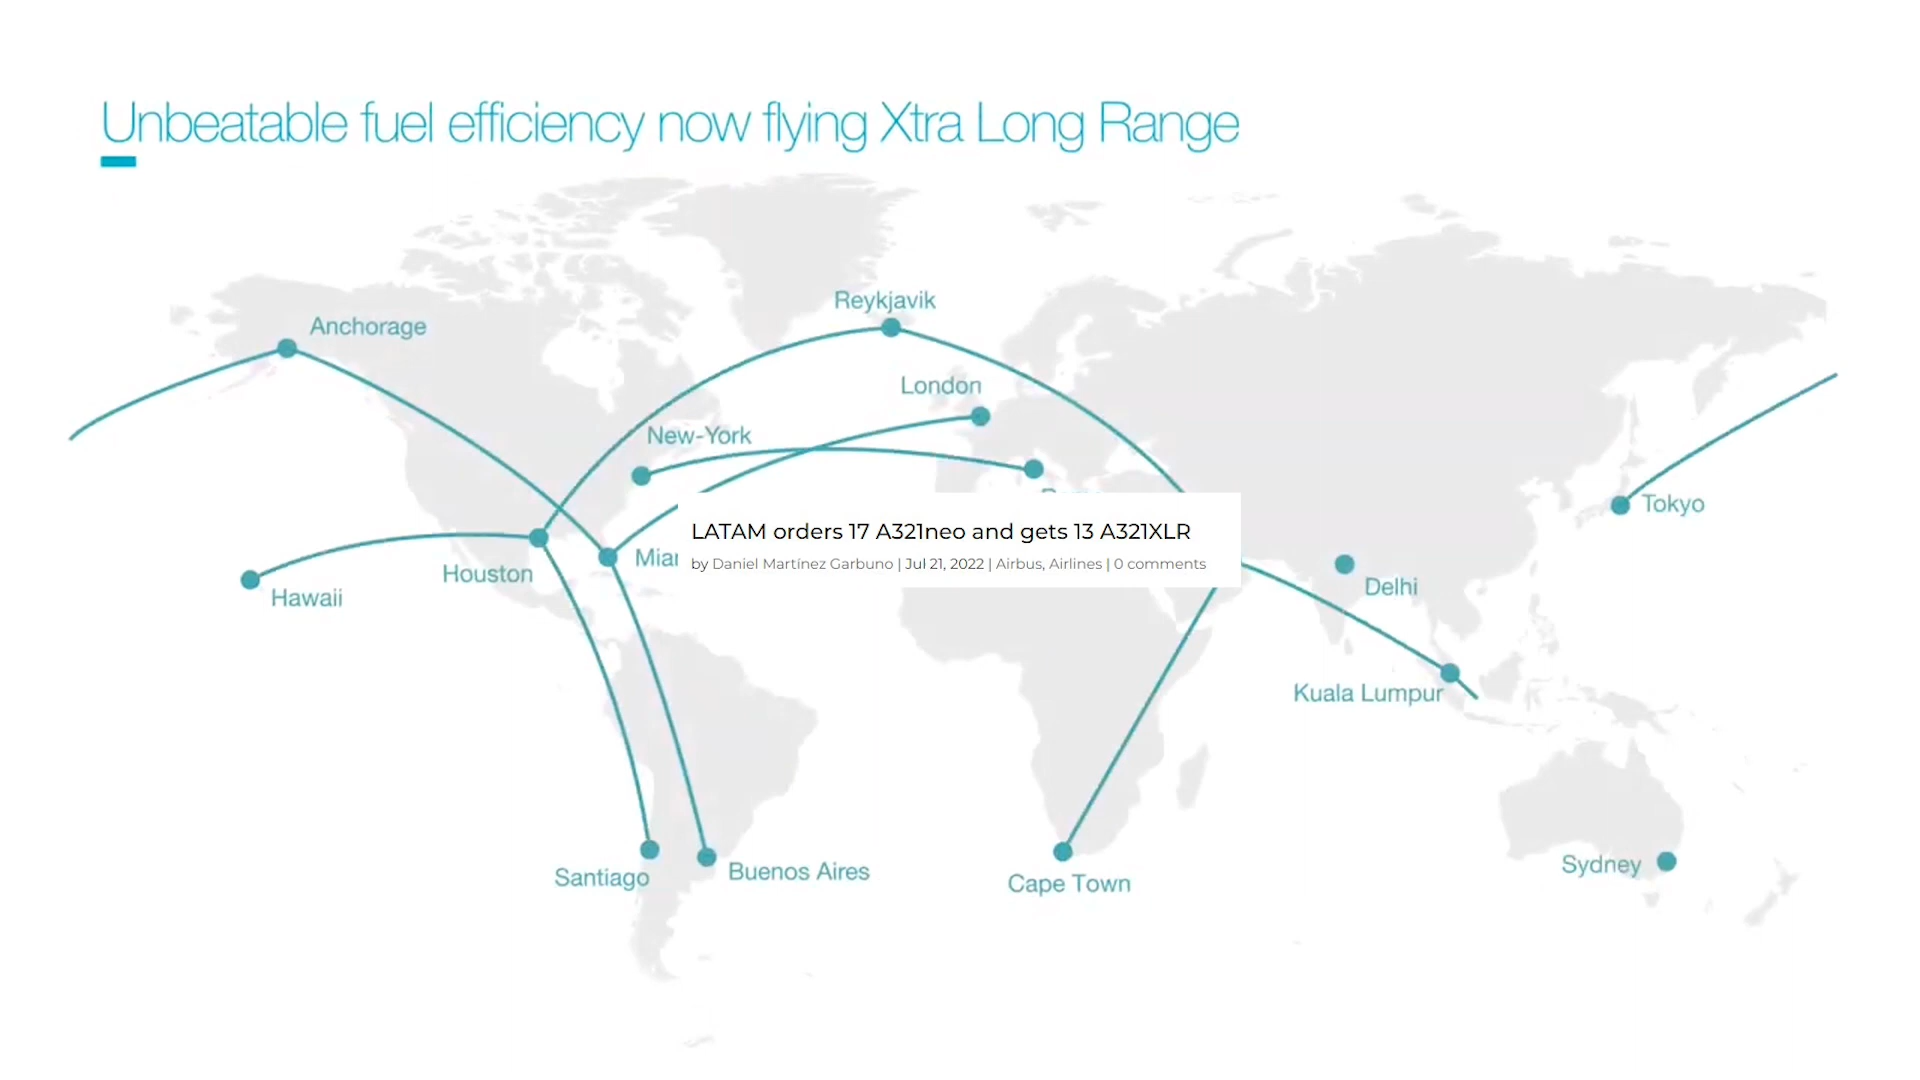 Unbeatable fuel efficiency now flying Xtra Long Range
Reykjavik
Anchorage
London
New-York
Tokyo
LATAM orders 17 A321neo and gets 13 A321XLR
by Daniel Martínez Garbuno | Jul 21, 2022 | Airbus, Airlines | 0 comments
Houston
Delhi
Hawaii
Kuala Lumpur
Sydney
Buenos Aires
Santiago
Cape Town